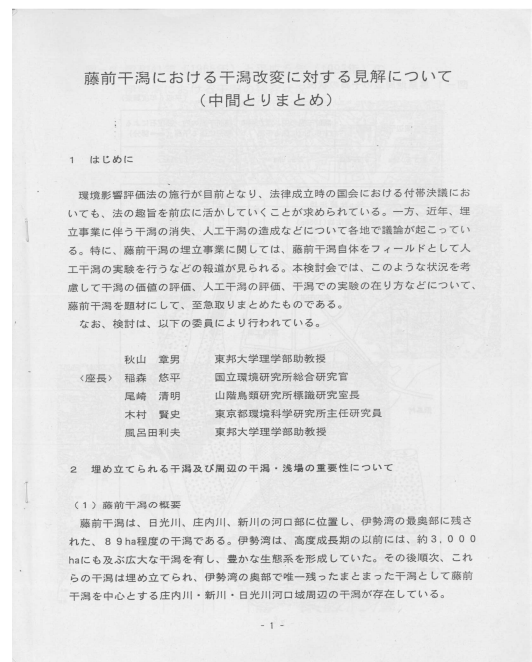 藤前干潟における干潟改変に対する見解について
（中間とりまとめ）
1 はじめに
環境影響評価法の施行が目前となり、法律成立時の国会における付帯決議にお
いても、法の趣旨を前広に活かしていくことが求められている。一方、近年、埋
立事業に伴う干潟の消失、人工干潟の造成などについて各地で議論が起こってい
る。特に、藤前干潟の埋立事業に関しては、藤前干潟自体をフィールドとして人
工干潟の実験を行うなどの報道が見られる。本検討会では、このような状況を考
慮して干潟の価値の評価、人工干潟の評価、干潟での実験の在り方などについて、
藤前干潟を題材にして、至急取りまとめたものである。
なお、検討は、以下の委員により行われている。
秋山 章男 東邦大学理学部助教授
〈座長〉 稲森 悠平 国立環境研究所総合研究官
尾崎 清明 山階鳥類研究所標識研究室長
木村 賢史 東京都環境科学研究所主任研究員
風呂田利夫 東邦大学理学部助教授
2 埋め立てられる干潟及び周辺の干潟・浅場の重要性について
（1）藤前干潟の概要
藤前干潟は、日光川、庄内川、新川の河口部に位置し、伊勢湾の最奥部に残さ
れた、89ha程度の干潟である。伊勢湾は、高度成長期の以前には、約3,000
haにも及ぶ広大な干潟を有し、豊かな生態系を形成していた。その後順次、これ
らの干潟は埋め立てられ、伊勢湾の奥部で唯一残ったまとまった干潟として藤前
干潟を中心とする庄内川・新川・日光川河口域周辺の干潟が存在している。
- 1 -